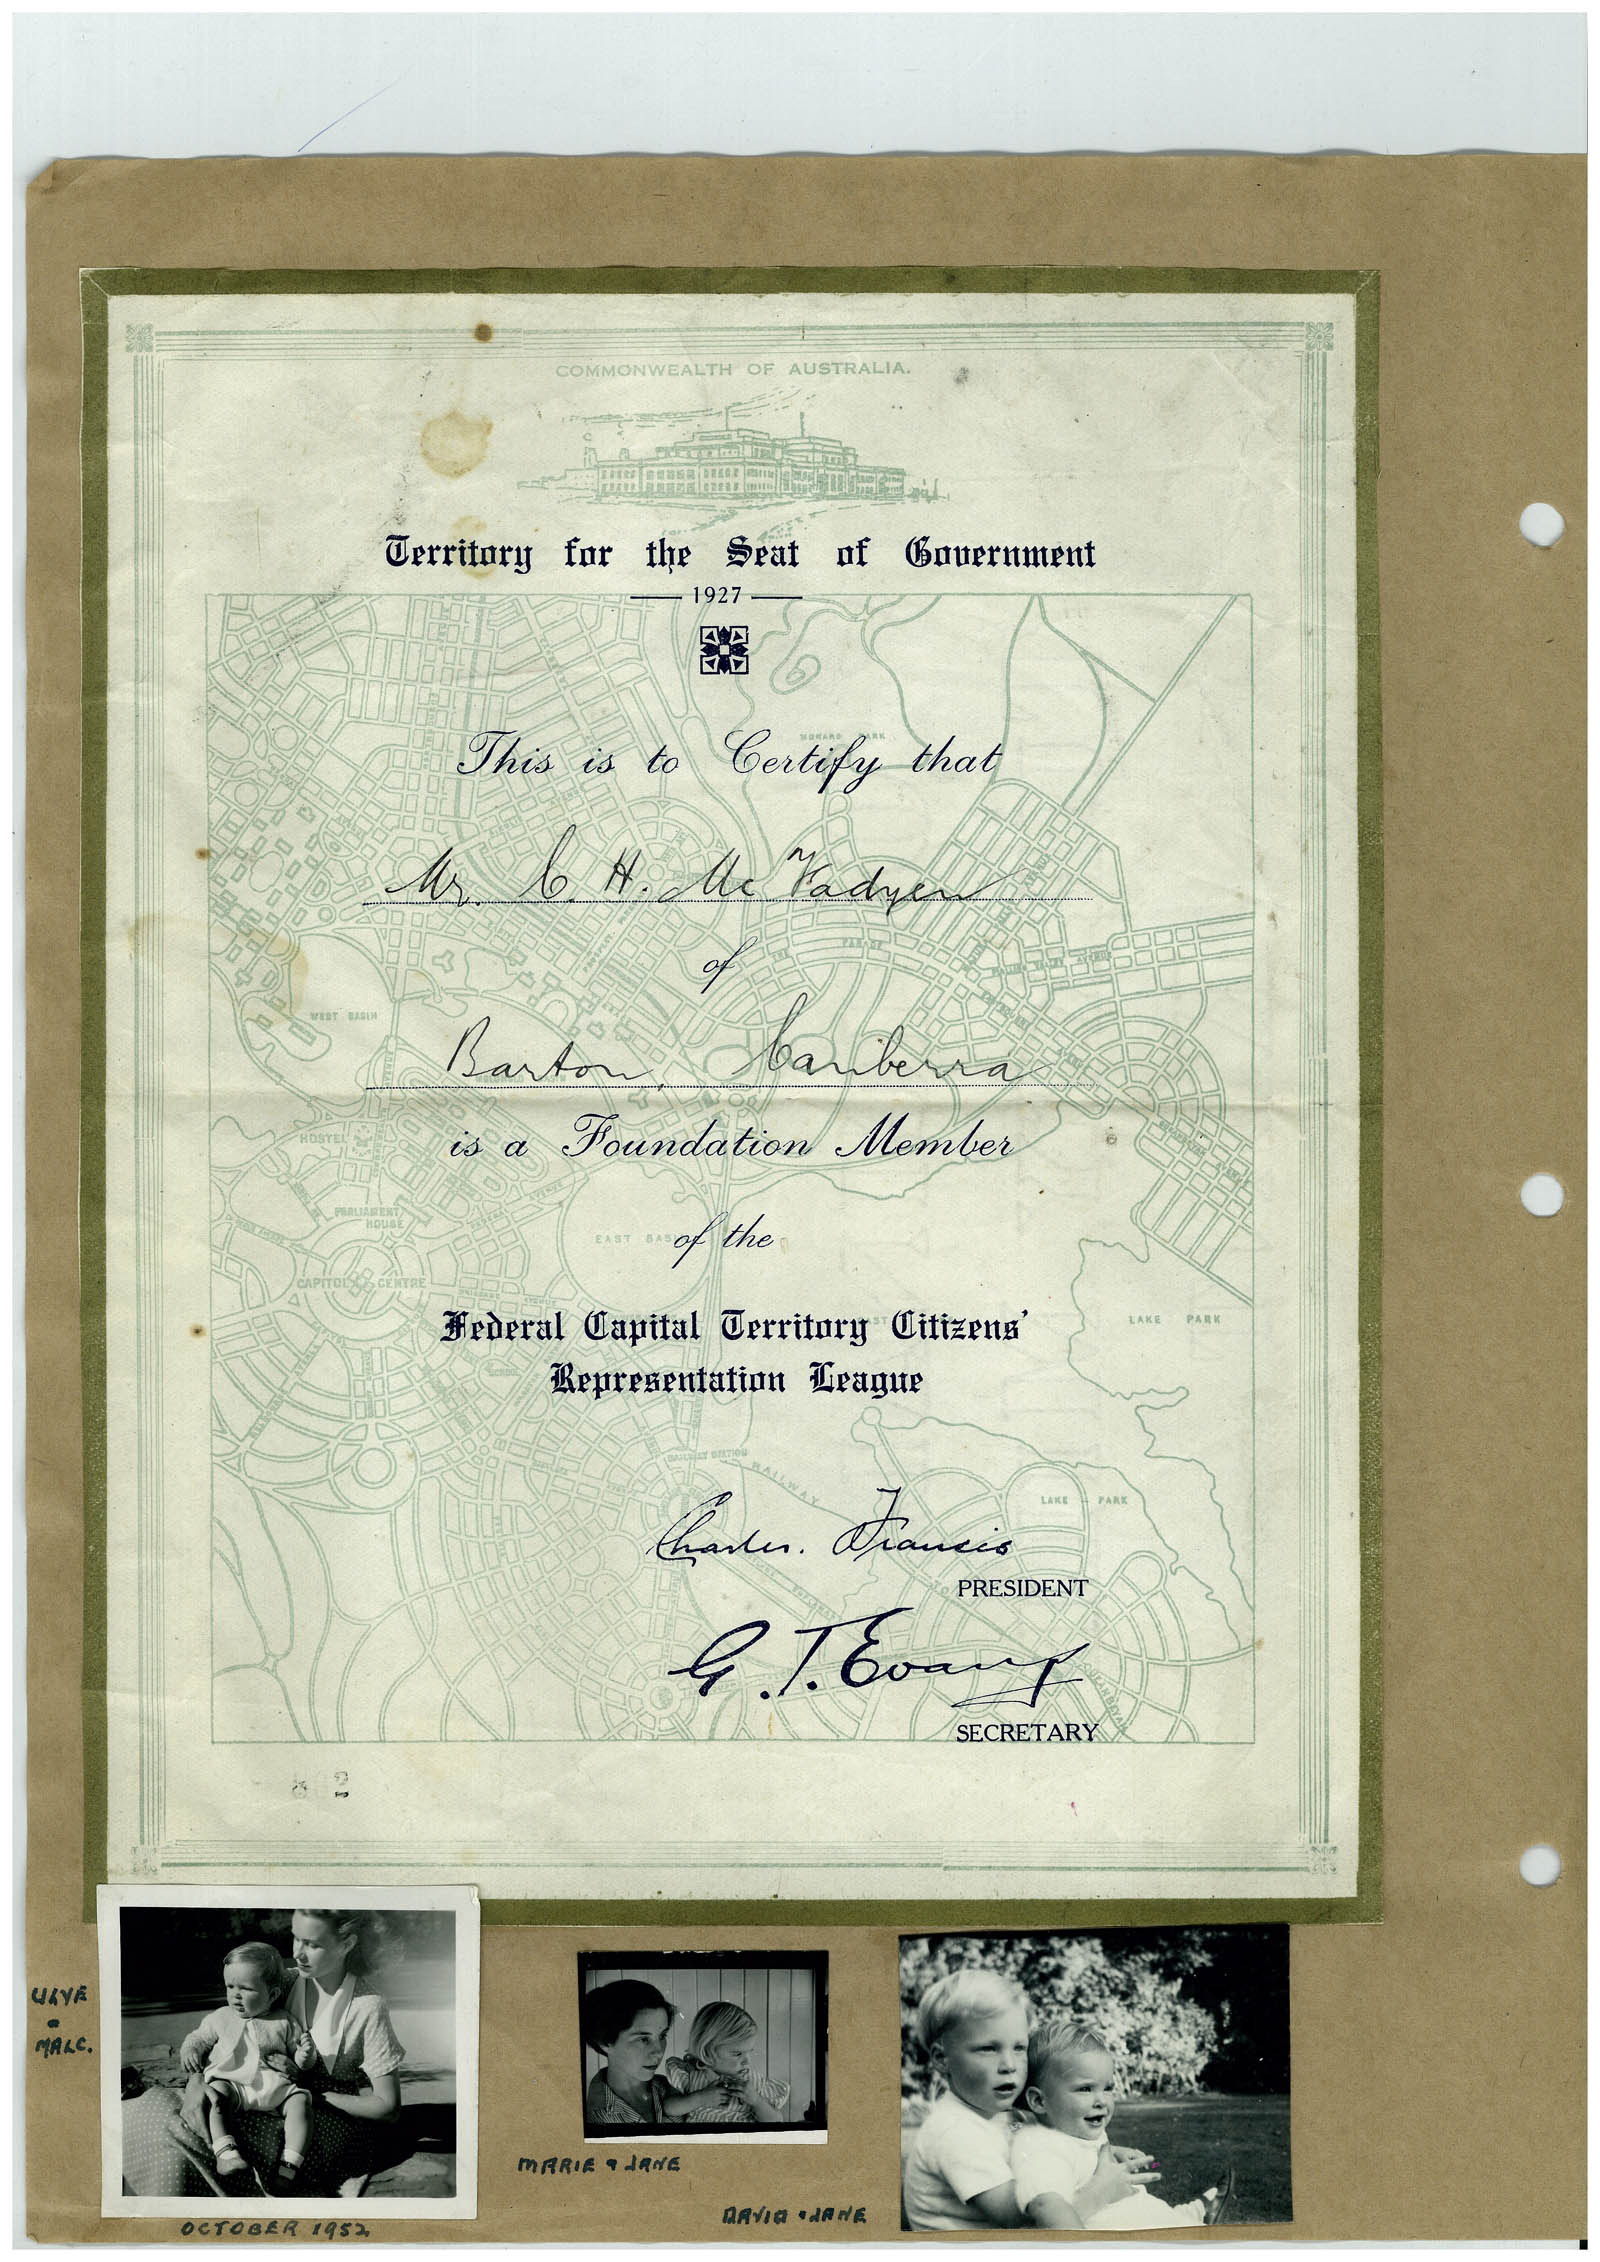 COMMONWEALTH OF AUSTRALIA.
Territory for the Seat of Government
1927
This is to Certify that
Mr. C. H. McFadyen
of
Barton, Canberra
is a Foundation Member
of the
Federal Capital Territory Citizens'
Representation League
Charles. Francis
PRESIDENT
G. T. Evans
SECRETARY
WEST BASIN
HOSTEL
PARLIAMENT
HOUSE
CAPITOL CENTRE
EAST BASIN
LAKE PARK
RAILWAY STATION
RAILWAY
LAKE PARK
MALC.
OCTOBER 1952
MARIE & JANE
DAVID & JANE